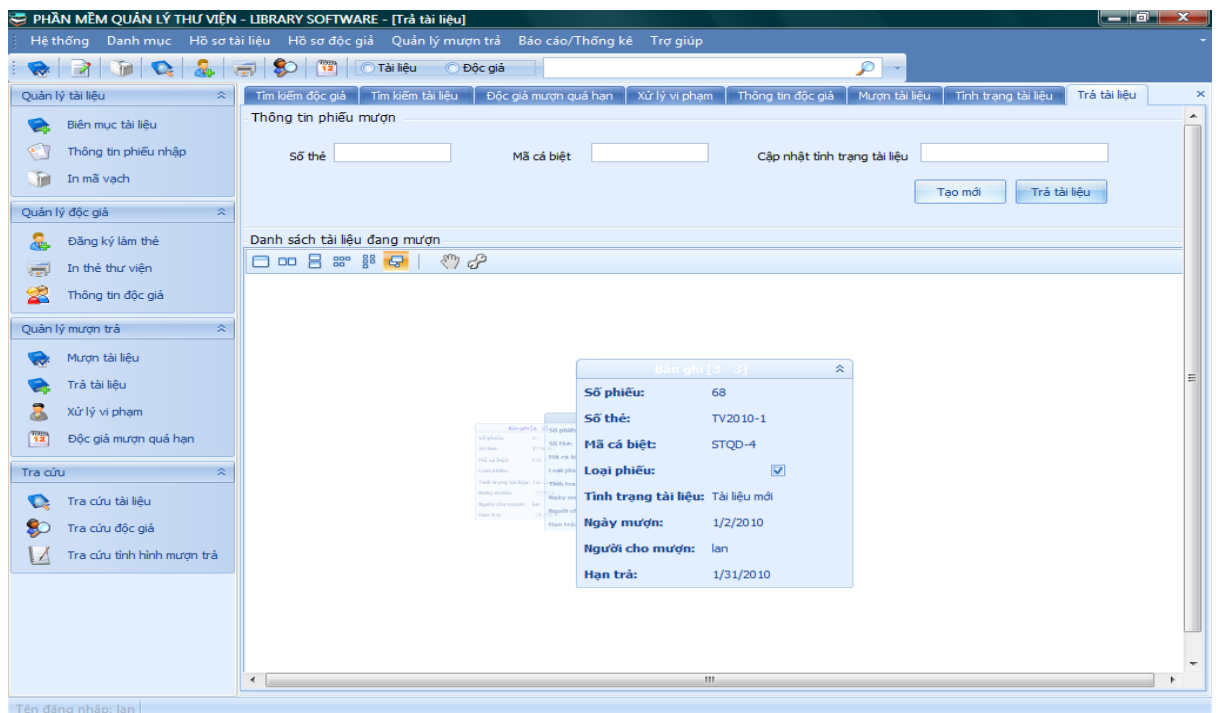 PHẦN MỀM QUẢN LÝ THƯ VIỆN - LIBRARY SOFTWARE - [Trả tài liệu]
Hệ thống Danh mục Hồ sơ tài liệu Hồ sơ độc giả Quản lý mượn trả Báo cáo/Thống kê Trợ giúp
12 Tài liệu Độc giả
Quản lý tài liệu
Biên mục tài liệu
Thông tin phiếu nhập
In mã vạch
Quản lý độc giả
Đăng ký làm thẻ
In thẻ thư viện
Thông tin độc giả
Quản lý mượn trả
Mượn tài liệu
Trả tài liệu
Xử lý vi phạm
12 Độc giả mượn quá hạn
Tra cứu
Tra cứu tài liệu
Tra cứu độc giả
Tra cứu tình hình mượn trả
Tìm kiếm độc giả Tìm kiếm tài liệu Độc giả mượn quá hạn Xử lý vi phạm Thông tin độc giả Mượn tài liệu Tình trạng tài liệu Trả tài liệu
Thông tin phiếu mượn
Số thẻ Mã cá biệt Cập nhật tình trạng tài liệu
Tạo mới Trả tài liệu
Danh sách tài liệu đang mượn
Bản ghi [3 - 3]
Số phiếu: 68
Số thẻ: TV2010-1
Mã cá biệt: STQD-4
Loại phiếu:
Tình trạng tài liệu: Tài liệu mới
Ngày mượn: 1/2/2010
Người cho mượn: lan
Hạn trả: 1/31/2010
Tên đăng nhập: lan